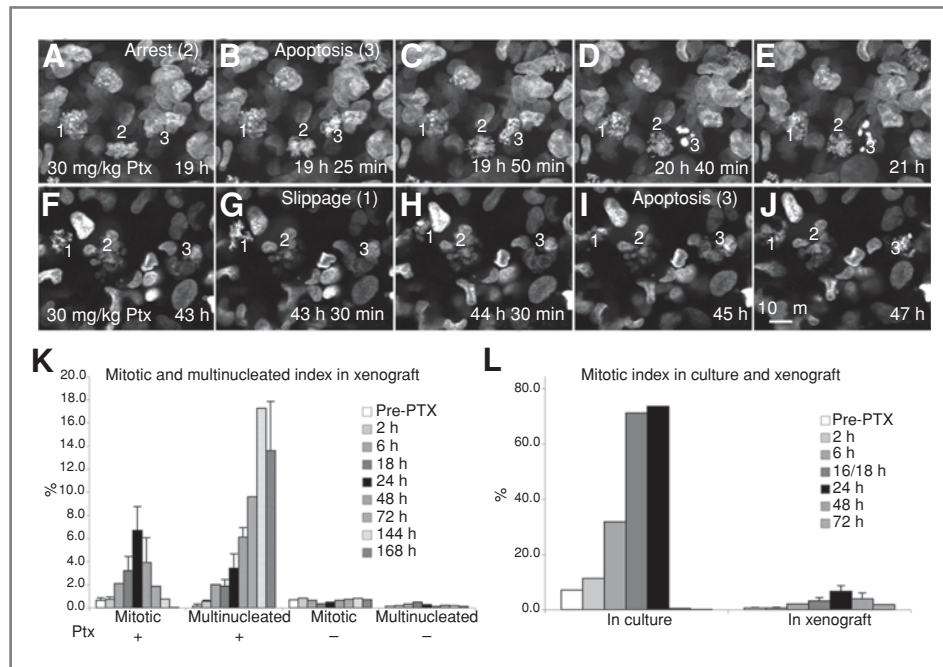 A Arrest (2) B Apoptosis (3) C D E
1 2 3 1 2 3 1 2 3 1 2 3 1 2 3
30 mg/kg Ptx 19 h 19 h 25 min 19 h 50 min 20 h 40 min 21 h
F G Slippage (1) H I Apoptosis (3) J
1 2 3 1 2 3 1 2 3 1 2 3 1 2 3
10 m
30 mg/kg Ptx 43 h 43 h 30 min 44 h 30 min 45 h 47 h
K
Mitotic and multinucleated index in xenograft
%
20.0
18.0
16.0
14.0
12.0
10.0
8.0
6.0
4.0
2.0
0.0
Pre-PTX
2 h
6 h
18 h
24 h
48 h
72 h
144 h
168 h
Mitotic Multinucleated Mitotic Multinucleated
Ptx + + – –
L
Mitotic index in culture and xenograft
%
80.0
60.0
40.0
20.0
0.0
Pre-PTX
2 h
6 h
16/18 h
24 h
48 h
72 h
In culture In xenograft